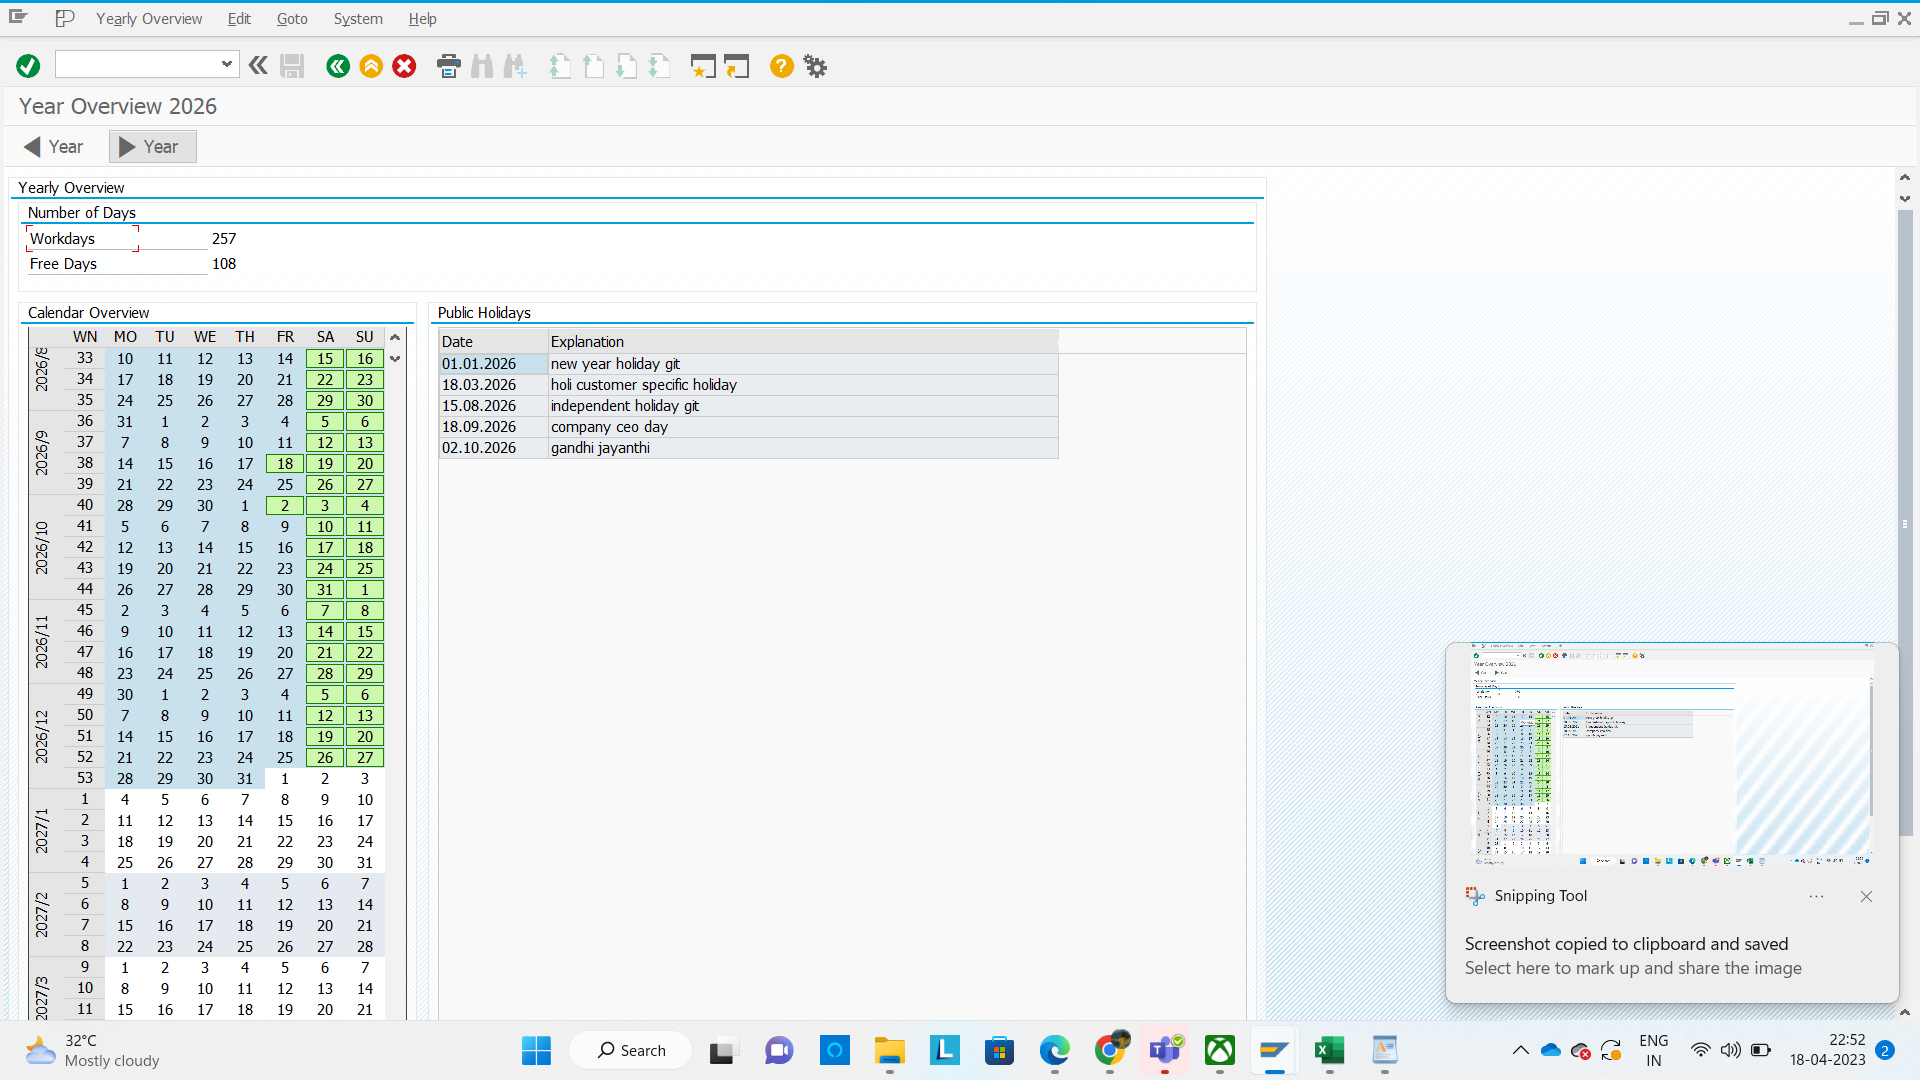 Yearly Overview Edit Goto System Help
Year Overview 2026
Year Year
Yearly Overview
Number of Days
Workdays 257
Free Days 108
Calendar Overview
WN MO TU WE TH FR SA SU
2026/8
33 10 11 12 13 14 15 16
34 17 18 19 20 21 22 23
35 24 25 26 27 28 29 30
2026/9
36 31 1 2 3 4 5 6
37 7 8 9 10 11 12 13
38 14 15 16 17 18 19 20
39 21 22 23 24 25 26 27
2026/10
40 28 29 30 1 2 3 4
41 5 6 7 8 9 10 11
42 12 13 14 15 16 17 18
43 19 20 21 22 23 24 25
44 26 27 28 29 30 31 1
2026/11
45 2 3 4 5 6 7 8
46 9 10 11 12 13 14 15
47 16 17 18 19 20 21 22
48 23 24 25 26 27 28 29
2026/12
49 30 1 2 3 4 5 6
50 7 8 9 10 11 12 13
51 14 15 16 17 18 19 20
52 21 22 23 24 25 26 27
53 28 29 30 31 1 2 3
2027/1
1 4 5 6 7 8 9 10
2 11 12 13 14 15 16 17
3 18 19 20 21 22 23 24
4 25 26 27 28 29 30 31
2027/2
5 1 2 3 4 5 6 7
6 8 9 10 11 12 13 14
7 15 16 17 18 19 20 21
8 22 23 24 25 26 27 28
2027/3
9 1 2 3 4 5 6 7
10 8 9 10 11 12 13 14
11 15 16 17 18 19 20 21
Public Holidays
Date Explanation
01.01.2026 new year holiday git
18.03.2026 holi customer specific holiday
15.08.2026 independent holiday git
18.09.2026 company ceo day
02.10.2026 gandhi jayanthi
Snipping Tool
Screenshot copied to clipboard and saved
Select here to mark up and share the image
32°C
Mostly cloudy
Search
ENG
IN
22:52
18-04-2023
2